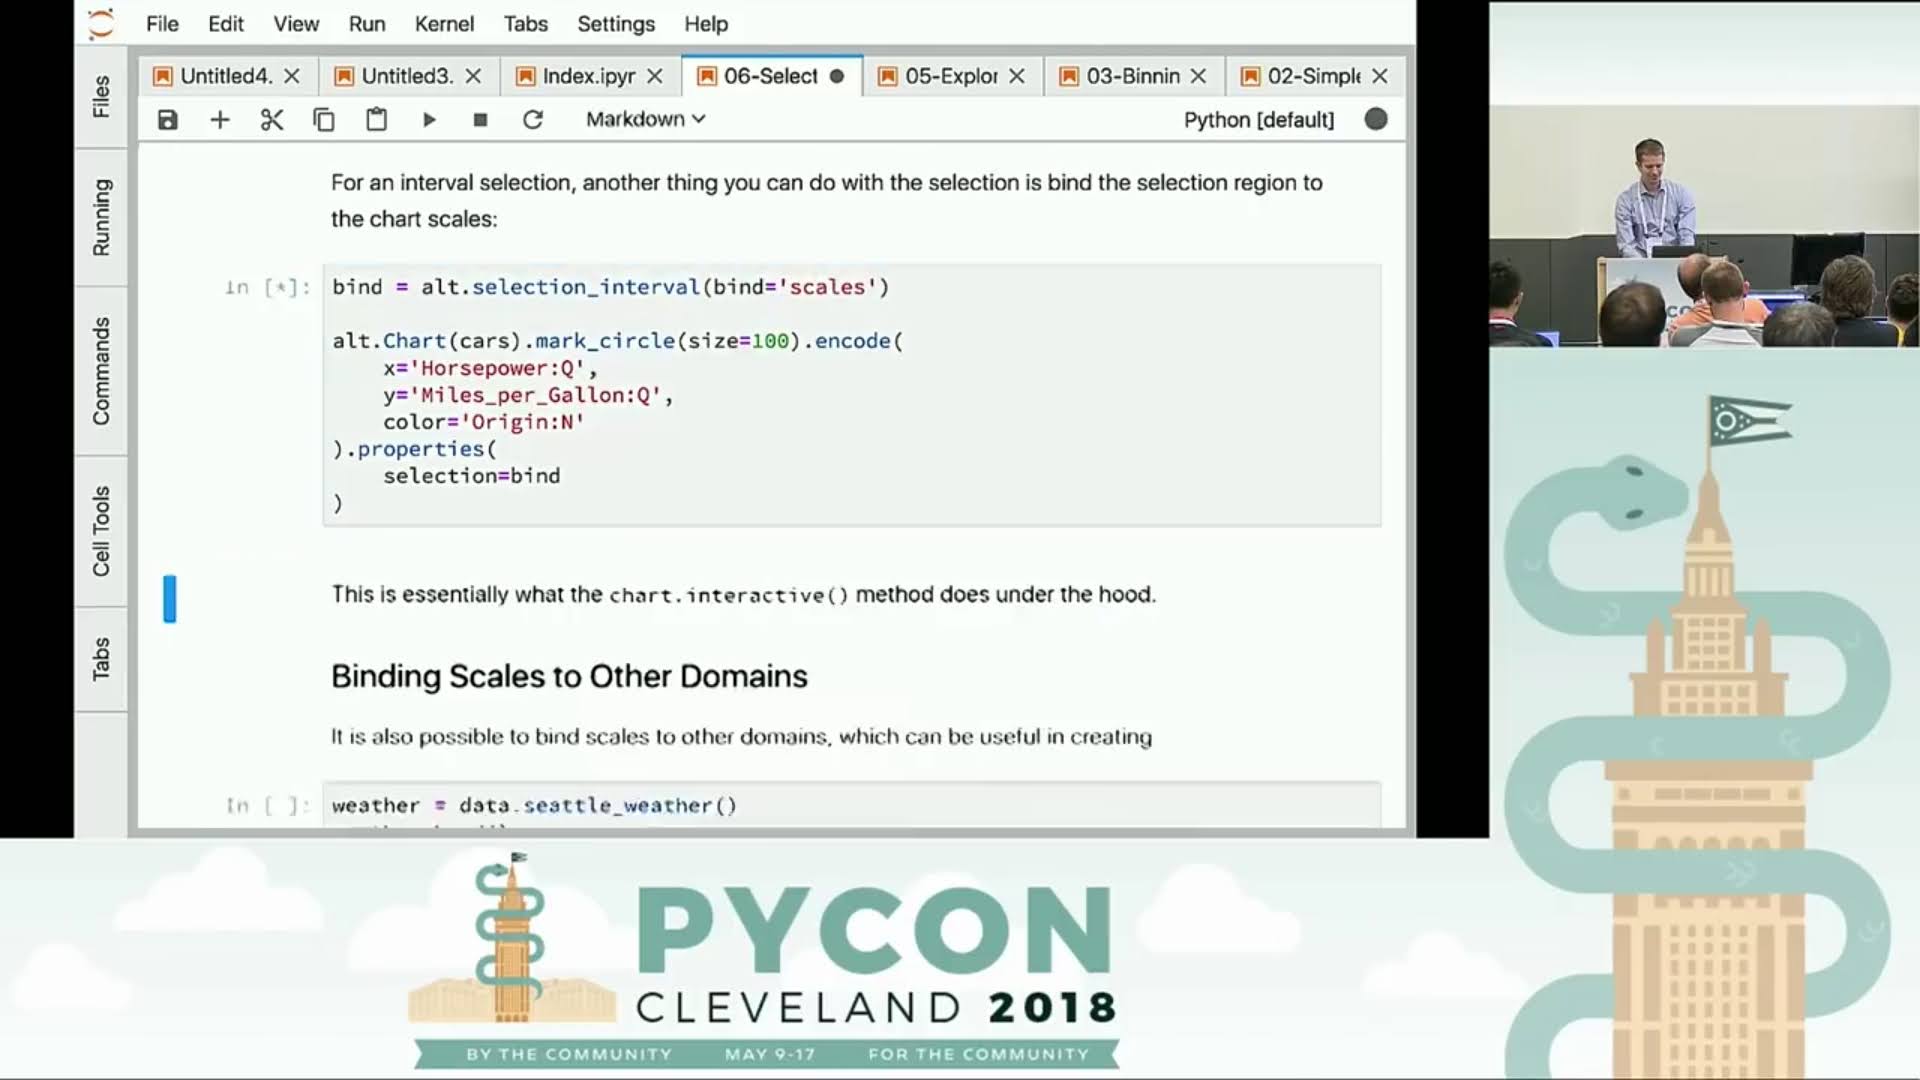 File Edit View Run Kernel Tabs Settings Help
Untitled4. Untitled3. Index.ipyr 06-Select 05-Explor 03-Binnin 02-Simple
Markdown Python [default]
Files
Running
Commands
Cell Tools
Tabs
For an interval selection, another thing you can do with the selection is bind the selection region to
the chart scales:
In [*]: bind = alt.selection_interval(bind='scales')
alt.Chart(cars).mark_circle(size=100).encode(
x='Horsepower:Q',
y='Miles_per_Gallon:Q',
color='Origin:N'
).properties(
selection=bind
)
This is essentially what the chart.interactive() method does under the hood.
Binding Scales to Other Domains
It is also possible to bind scales to other domains, which can be useful in creating
In [ ]: weather = data.seattle_weather()
PYCON
CLEVELAND 2018
BY THE COMMUNITY MAY 9-17 FOR THE COMMUNITY